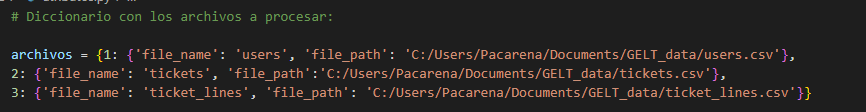 # Diccionario con los archivos a procesar:
archivos = {1: {'file_name': 'users', 'file_path': 'C:/Users/Pacarena/Documents/GELT_data/users.csv'},
2: {'file_name': 'tickets', 'file_path':'C:/Users/Pacarena/Documents/GELT_data/tickets.csv'},
3: {'file_name': 'ticket_lines', 'file_path': 'C:/Users/Pacarena/Documents/GELT_data/ticket_lines.csv'}}